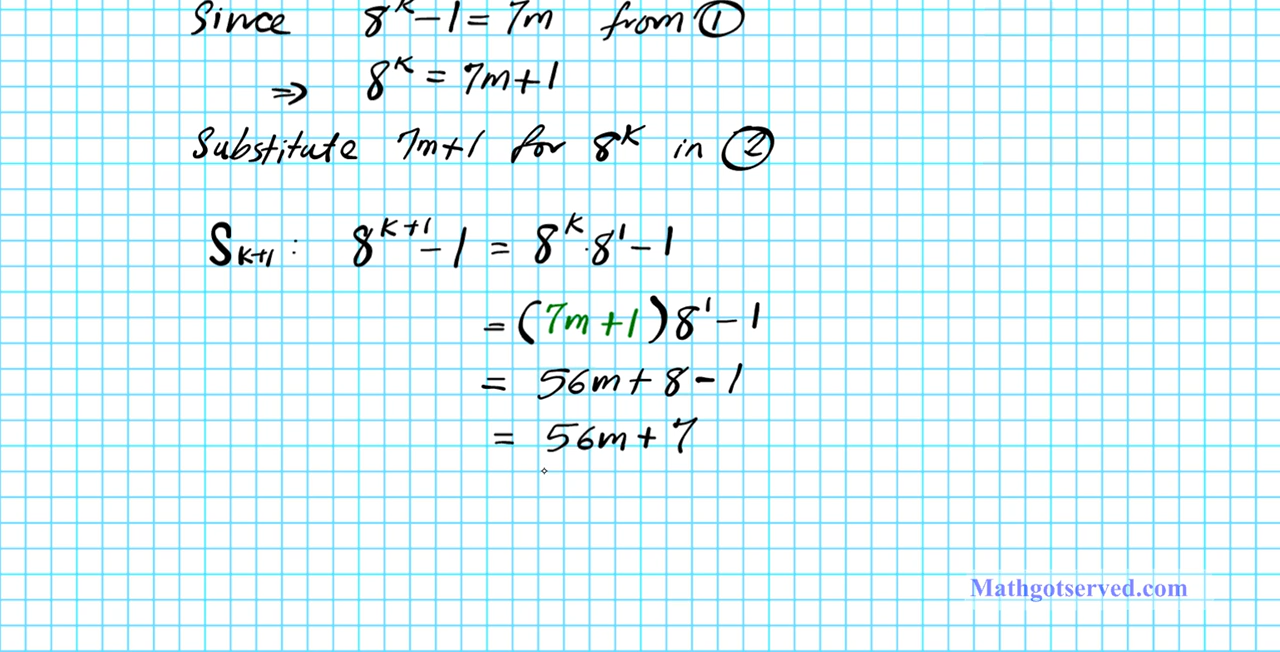 Since 8^k - 1 = 7m from ①
⇒ 8^k = 7m + 1
Substitute 7m+1 for 8^k in ②
S_{k+1} : 8^{k+1} - 1 = 8^k · 8^1 - 1
= (7m + 1) 8^1 - 1
= 56m + 8 - 1
= 56m + 7
Mathgotserved.com